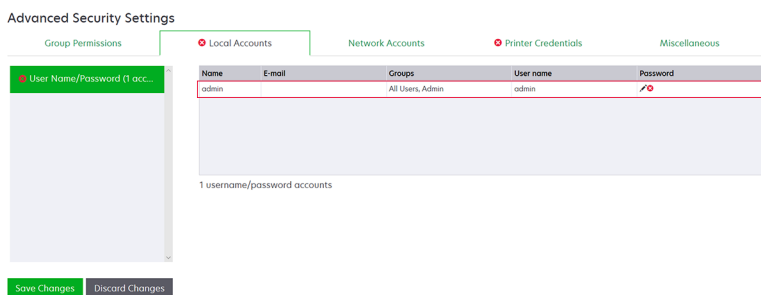 Advanced Security Settings
Group Permissions Local Accounts Network Accounts Printer Credentials Miscellaneous
User Name/Password (1 acc...
Name E-mail Groups User name Password
admin All Users, Admin admin
1 username/password accounts
Save Changes Discard Changes